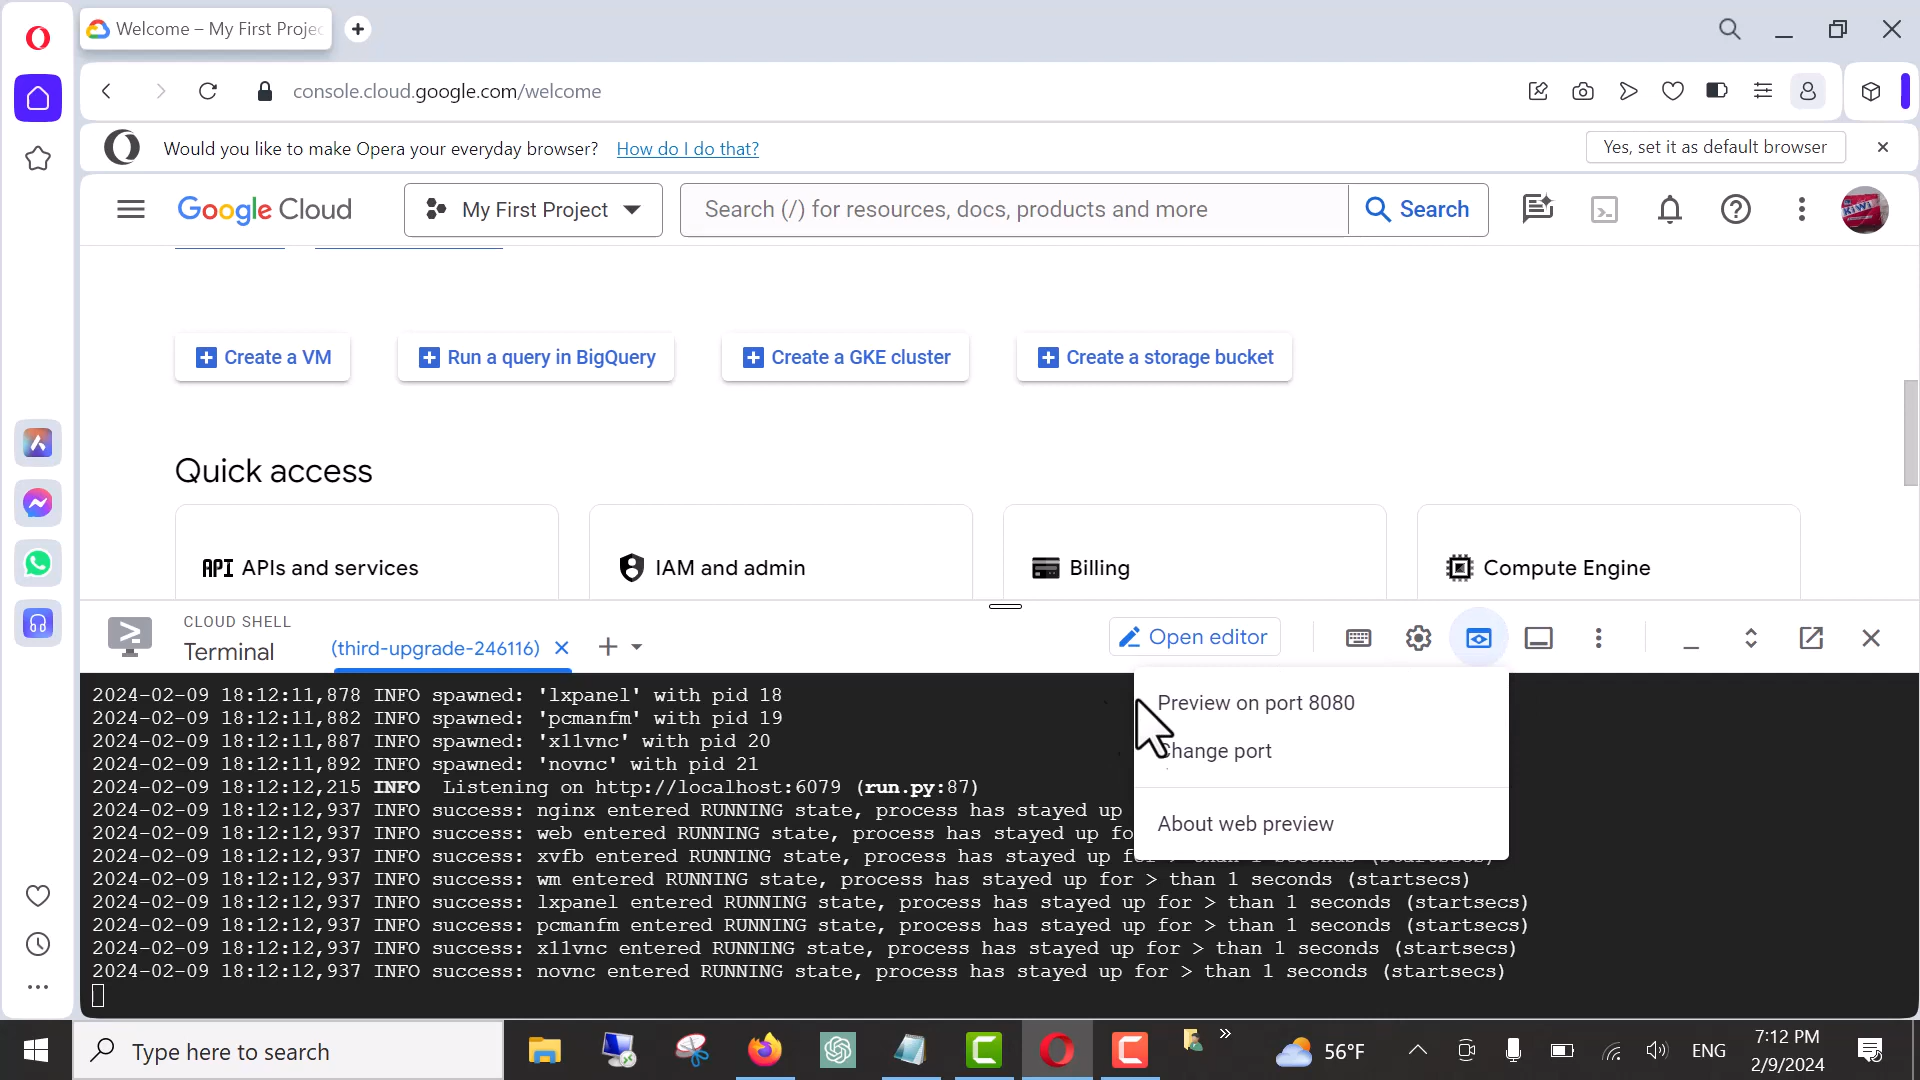 Welcome – My First Projec
console.cloud.google.com/welcome
Would you like to make Opera your everyday browser? How do I do that?
Yes, set it as default browser
Google Cloud
My First Project
Search (/) for resources, docs, products and more
Search
Create a VM
Run a query in BigQuery
Create a GKE cluster
Create a storage bucket
Quick access
API APIs and services
IAM and admin
Billing
Compute Engine
CLOUD SHELL
Terminal
(third-upgrade-246116)
Open editor
Preview on port 8080
hange port
About web preview
2024-02-09 18:12:11,878 INFO spawned: 'lxpanel' with pid 18
2024-02-09 18:12:11,882 INFO spawned: 'pcmanfm' with pid 19
2024-02-09 18:12:11,887 INFO spawned: 'x11vnc' with pid 20
2024-02-09 18:12:11,892 INFO spawned: 'novnc' with pid 21
2024-02-09 18:12:12,215 INFO Listening on http://localhost:6079 (run.py:87)
2024-02-09 18:12:12,937 INFO success: nginx entered RUNNING state, process has stayed up
2024-02-09 18:12:12,937 INFO success: web entered RUNNING state, process has stayed up fo
2024-02-09 18:12:12,937 INFO success: xvfb entered RUNNING state, process has stayed up for > than 1 seconds (startsecs)
2024-02-09 18:12:12,937 INFO success: wm entered RUNNING state, process has stayed up for > than 1 seconds (startsecs)
2024-02-09 18:12:12,937 INFO success: lxpanel entered RUNNING state, process has stayed up for > than 1 seconds (startsecs)
2024-02-09 18:12:12,937 INFO success: pcmanfm entered RUNNING state, process has stayed up for > than 1 seconds (startsecs)
2024-02-09 18:12:12,937 INFO success: x11vnc entered RUNNING state, process has stayed up for > than 1 seconds (startsecs)
2024-02-09 18:12:12,937 INFO success: novnc entered RUNNING state, process has stayed up for > than 1 seconds (startsecs)
Type here to search
56°F
ENG
7:12 PM
2/9/2024